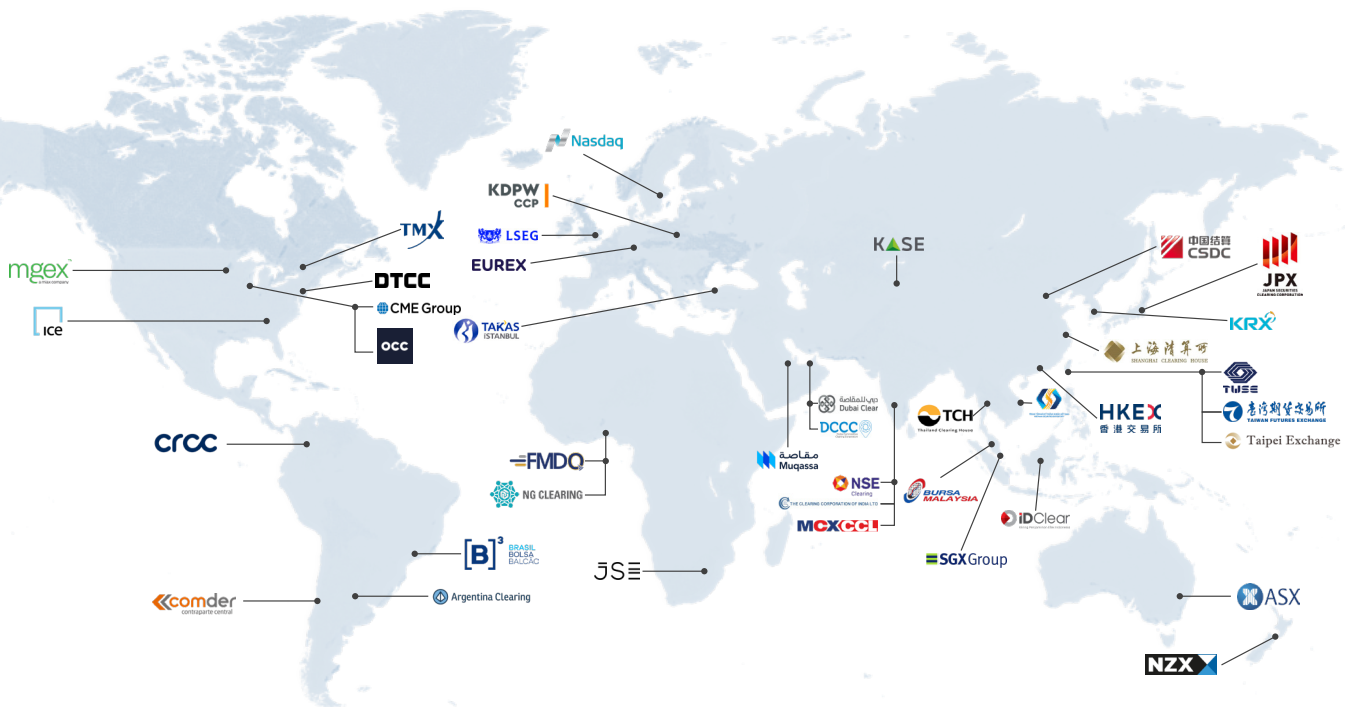 Nasdaq
KDPW
CCP
TMX
LSEG
KASE
中国结算
CSDC
EUREX
mgex
a miax company
DTCC
JPX
JAPAN SECURITIES
CLEARING CORPORATION
CME Group
ice
TAKAS
ISTANBUL
KRX
occ
上海清算所
SHANGHAI CLEARING HOUSE
TWSE
دبي للمقاصة
Dubai Clear
TCH
Thailand Clearing House
HKEX
香港交易所
臺灣期貨交易所
TAIWAN FUTURES EXCHANGE
DCCC
crcc
Taipei Exchange
FMDQ
مقاصة
Muqassa
NG CLEARING
NSE
Clearing
BURSA
MALAYSIA
THE CLEARING CORPORATION OF INDIA LTD
MCXCCL
iDClear
[B]³
BRASIL
BOLSA
BALCÃO
SGX Group
JSE
comder
contraparte central
Argentina Clearing
ASX
NZX